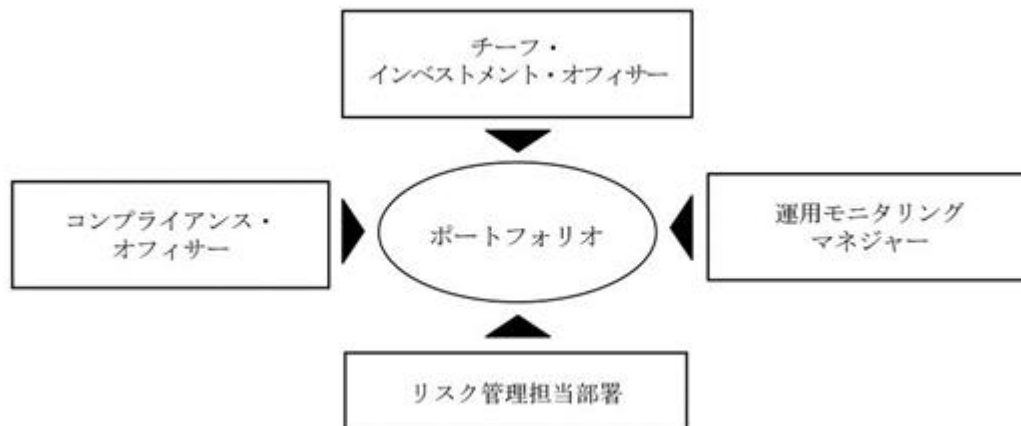 チーフ・
インベストメント・オフィサー
コンプライアンス・
オフィサー
ポートフォリオ
運用モニタリング
マネジャー
リスク管理担当部署